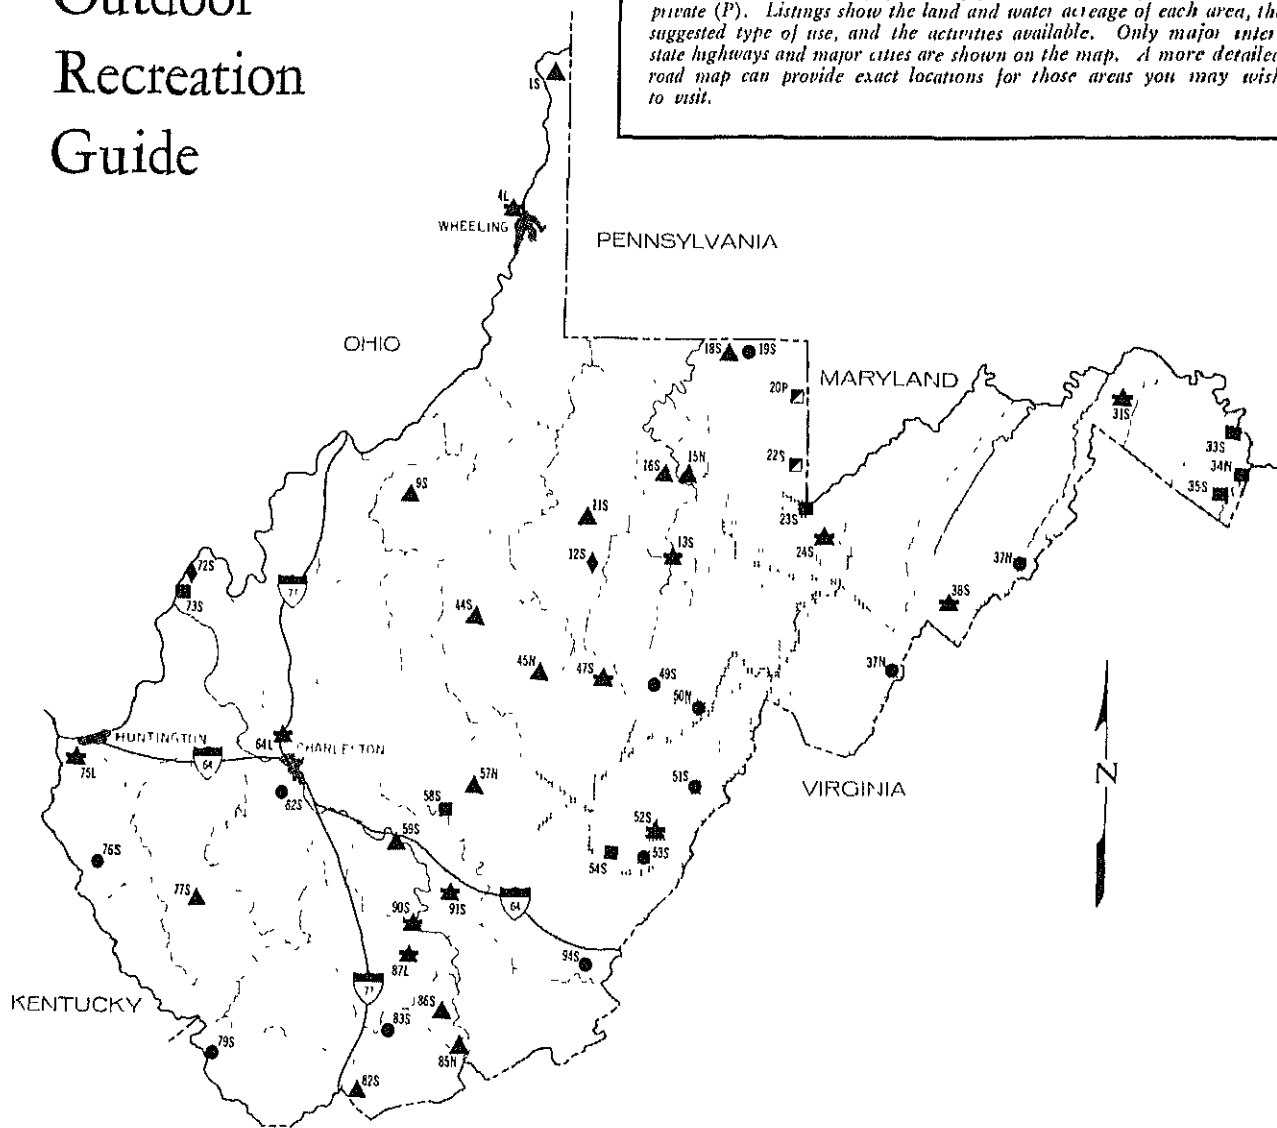 Outdoor
Recreation
Guide
private (P). Listings show the land and water acreage of each area, the
suggested type of use, and the activities available. Only major inter-
state highways and major cities are shown on the map. A more detailed
road map can provide exact locations for those areas you may wish
to visit.
1S
4L
WHEELING
PENNSYLVANIA
OHIO
18S
19S
20P
MARYLAND
31S
33S
34N
35S
22S
16S
15N
9S
11S
23S
12S
13S
24S
37N
72S
73S
77
38S
44S
45N
47S
49S
37N
50N
HUNTINGTON
64L
CHARLESTON
75L
64
N
57N
51S
VIRGINIA
62S
58S
52S
59S
53S
54S
76S
77S
91S
64
90S
87L
94S
77
KENTUCKY
86S
83S
79S
85N
82S